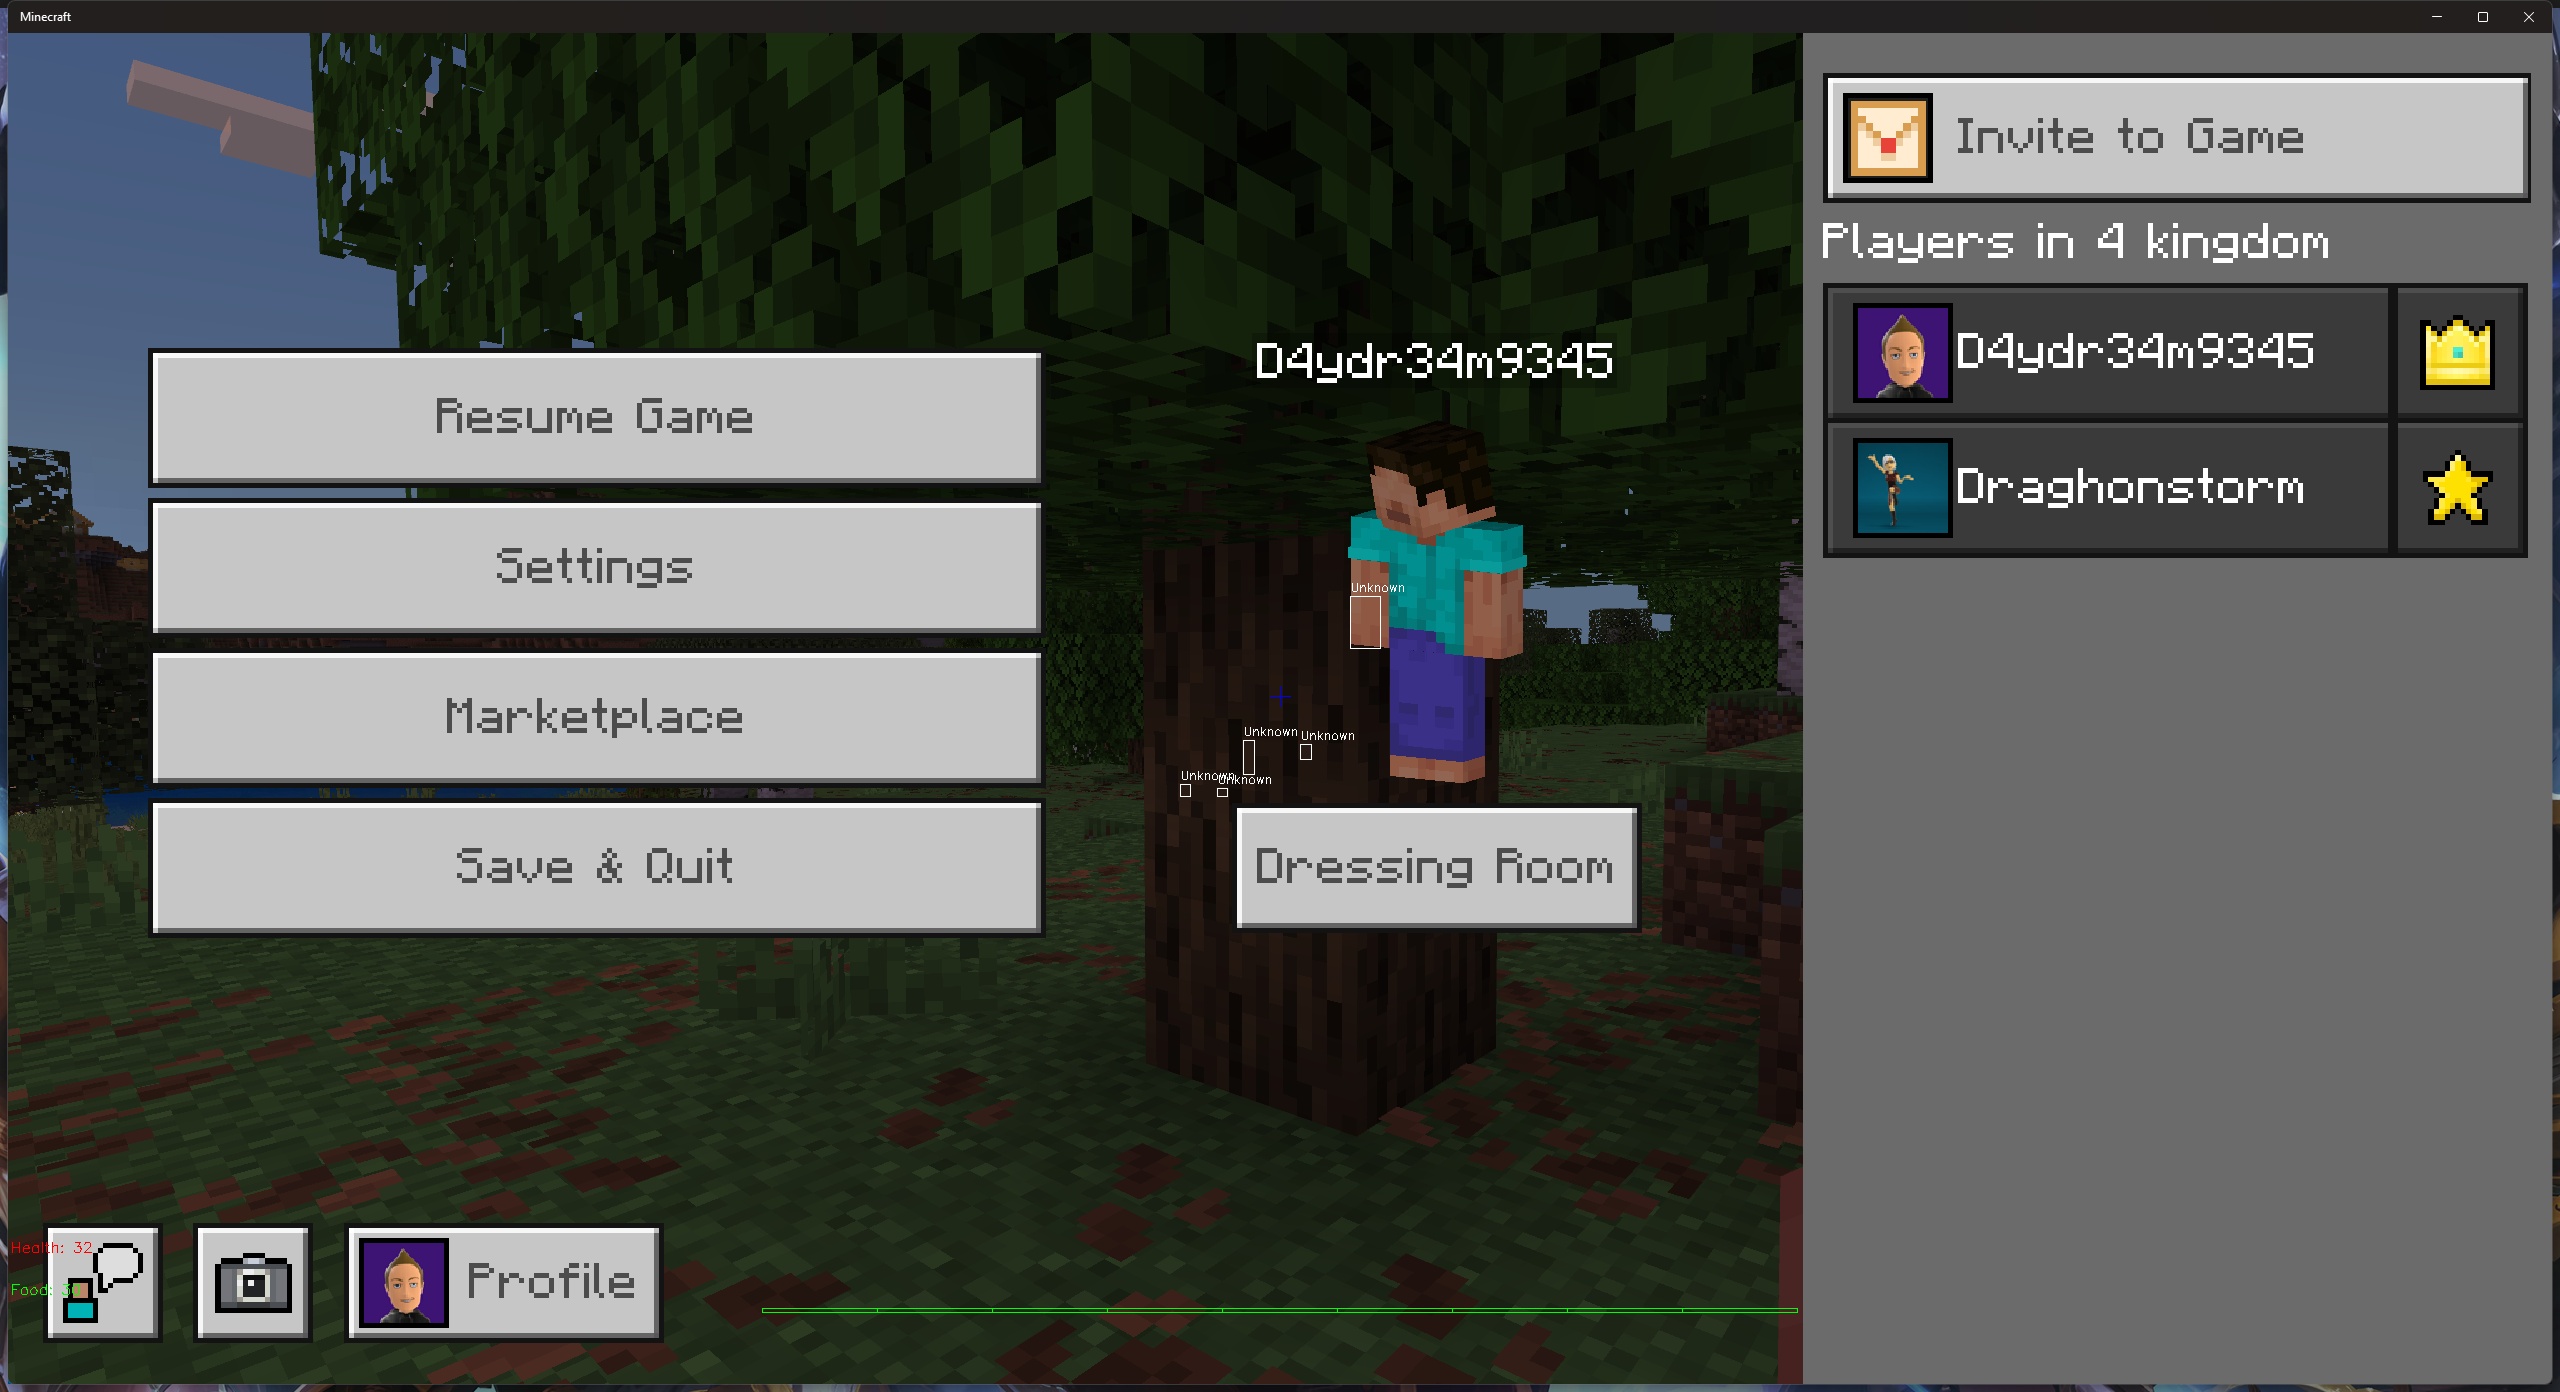 Minecraft
Invite to Game
Players in 4 kingdom
D4ydr34m9345
Draghonstorm
D4ydr34m9345
Resume Game
Settings
Marketplace
Save & Quit
Unknown
Unknown
Unknown
Unknown
Unknown
Dressing Room
Health: 32
Food:
Profile